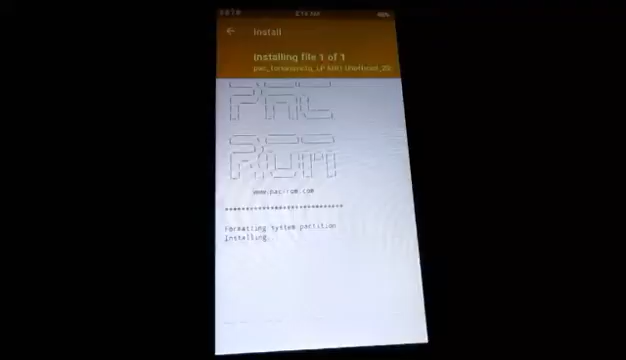 Install
Installing file 1 of 1
PAC
ROM
www.pac-rom.com
Formatting system partition
Installing.